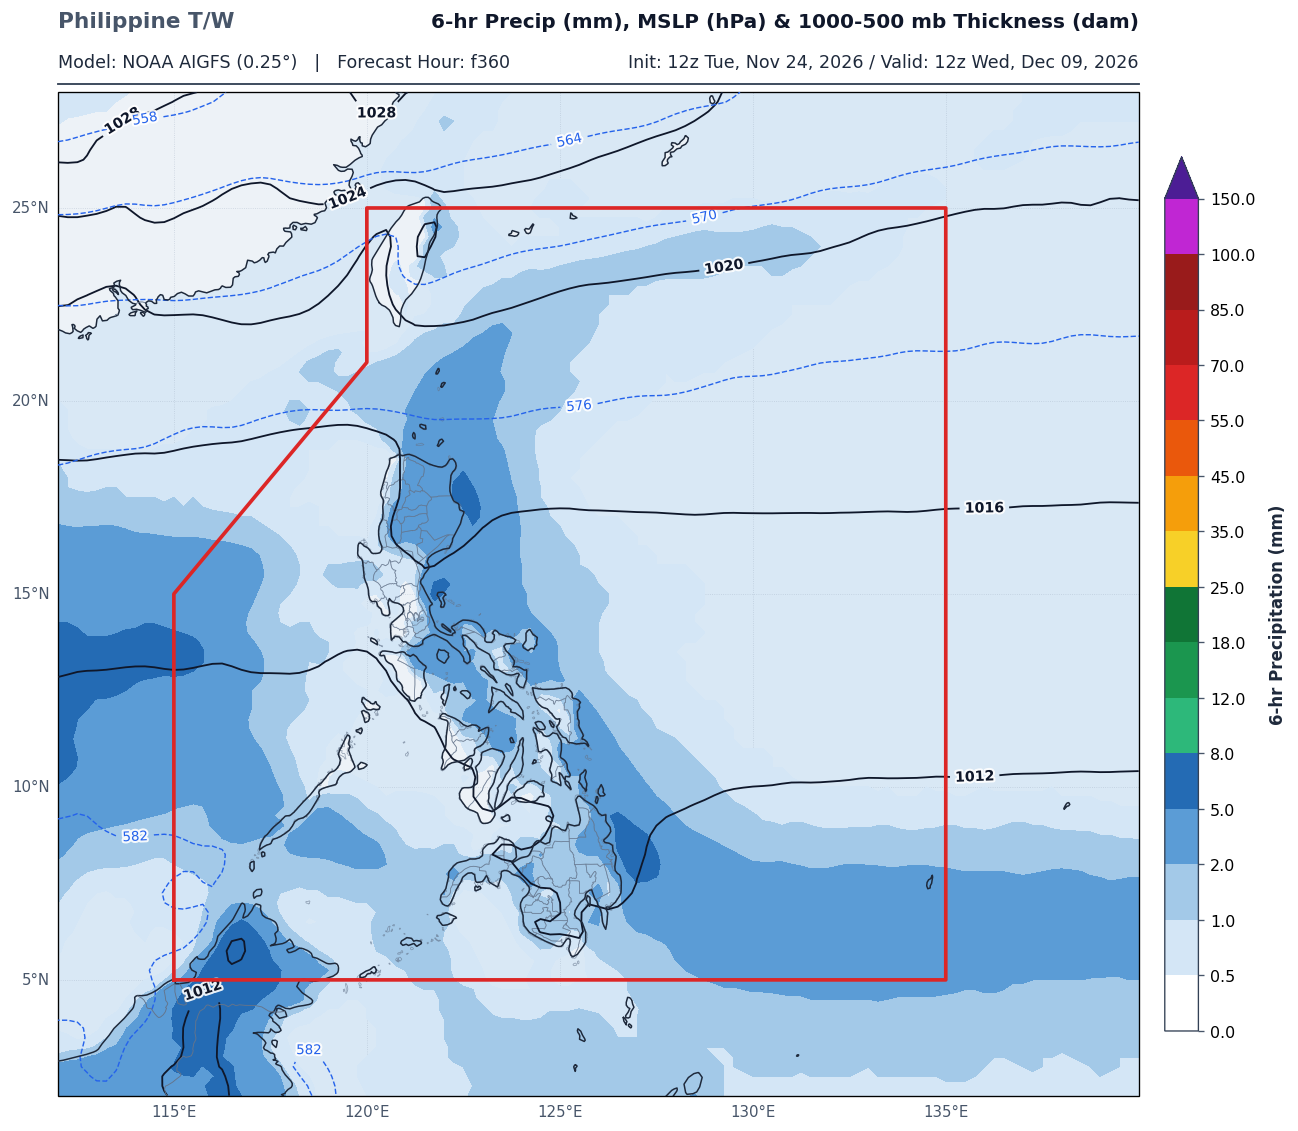 Philippine T/W
6-hr Precip (mm), MSLP (hPa) & 1000-500 mb Thickness (dam)
Model: NOAA AIGFS (0.25°) | Forecast Hour: f360
Init: 12z Tue, Nov 24, 2026 / Valid: 12z Wed, Dec 09, 2026
1028
558
1028
564
1024
570
1020
576
1016
1012
582
1012
582
25°N
20°N
15°N
10°N
5°N
115°E
120°E
125°E
130°E
135°E
150.0
100.0
85.0
70.0
55.0
45.0
35.0
25.0
18.0
12.0
8.0
5.0
2.0
1.0
0.5
0.0
6-hr Precipitation (mm)